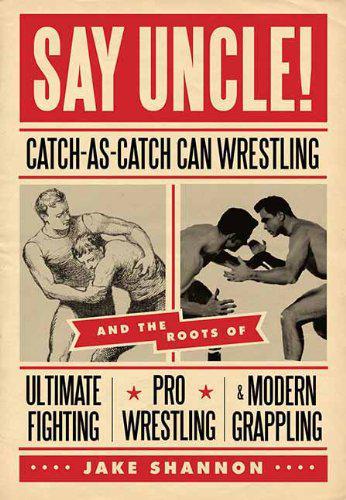 SAY UNCLE!
CATCH-AS-CATCH CAN WRESTLING
AND THE ROOTS OF
ULTIMATE FIGHTING
★ PRO WRESTLING
& MODERN GRAPPLING
JAKE SHANNON